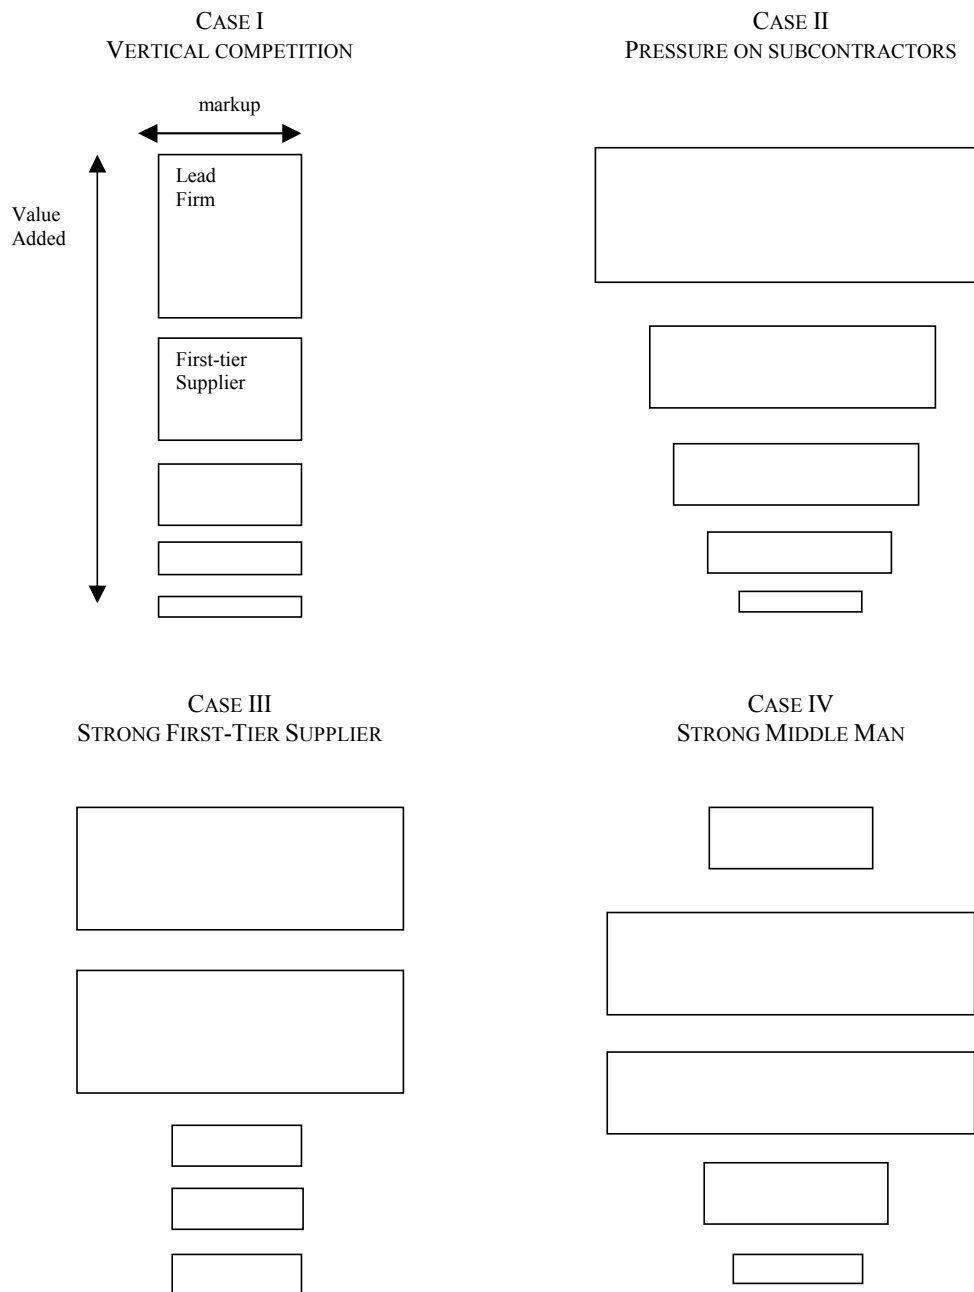 CASE I
VERTICAL COMPETITION
CASE II
PRESSURE ON SUBCONTRACTORS
markup
Lead
Firm
Value
Added
First-tier
Supplier
CASE III
STRONG FIRST-TIER SUPPLIER
CASE IV
STRONG MIDDLE MAN